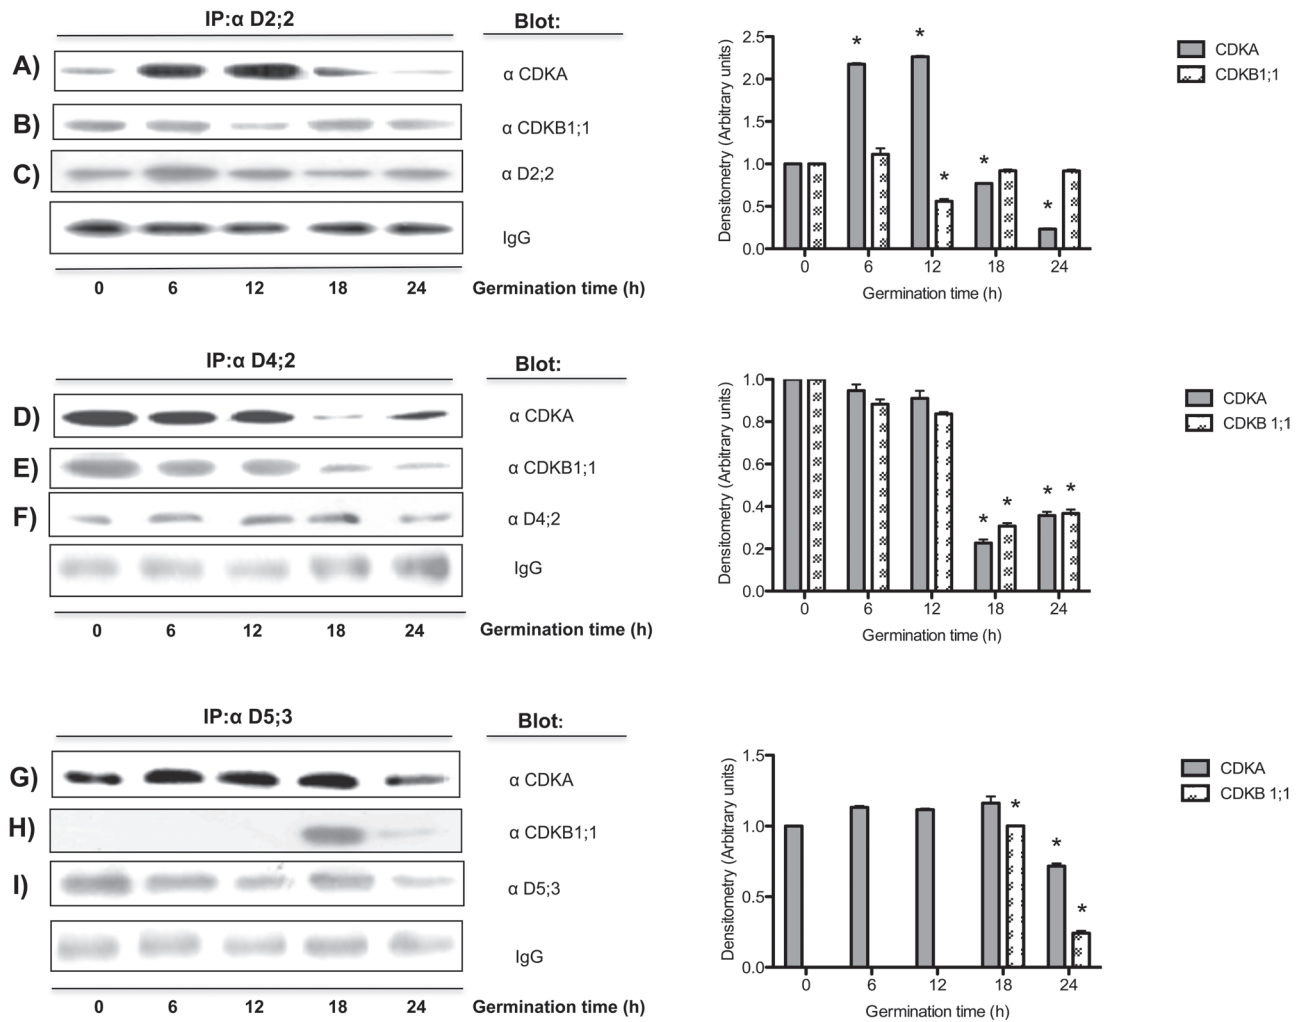 IP:α D2;2
Blot:
A)
α CDKA
B)
α CDKB1;1
C)
α D2;2
IgG
0 6 12 18 24 Germination time (h)
Densitometry (Arbitrary units)
2.5
2.0
1.5
1.0
0.5
0.0
* * * * *
0 6 12 18 24
Germination time (h)
CDKA
CDKB1;1
IP:α D4;2
Blot:
D)
α CDKA
E)
α CDKB1;1
F)
α D4;2
IgG
0 6 12 18 24 Germination time (h)
Densitometry (Arbitrary units)
1.0
0.8
0.6
0.4
0.2
0.0
* * * *
0 6 12 18 24
Germination time (h)
CDKA
CDKB 1;1
IP:α D5;3
Blot:
G)
α CDKA
H)
α CDKB1;1
I)
α D5;3
IgG
0 6 12 18 24 Germination time (h)
Densitometry (Arbitrary units)
1.5
1.0
0.5
0.0
* * *
0 6 12 18 24
Germination time (h)
CDKA
CDKB 1;1